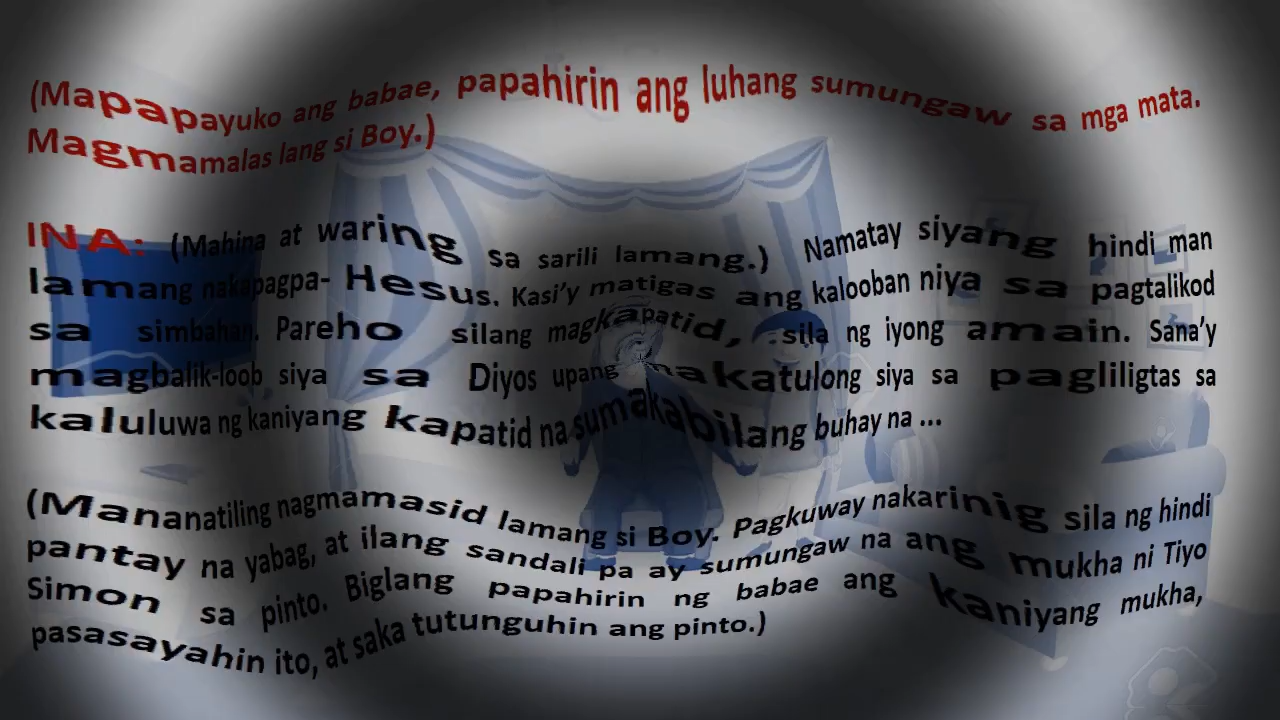 (Mapapayuko ang babae, papahirin ang luhang sumungaw sa mga mata.
Magmamalas lang si Boy.)
INA: (Mahina at waring sa sarili lamang.) Namatay siyang hindi man
lamang nakapagpa- Hesus. Kasi’y matigas ang kalooban niya sa pagtalikod
sa simbahan. Pareho silang magkapatid, sila ng iyong amain. Sana’y
magbalik-loob siya sa Diyos upang makatulong siya sa pagliligtas sa
kaluluwa ng kaniyang kapatid na sumakabilang buhay na ...
(Mananatiling nagmamasid lamang si Boy. Pagkuway nakarinig sila ng hindi
pantay na yabag, at ilang sandali pa ay sumungaw na ang mukha ni Tiyo
Simon sa pinto. Biglang papahirin ng babae ang kaniyang mukha,
pasasayahin ito, at saka tutunguhin ang pinto.)